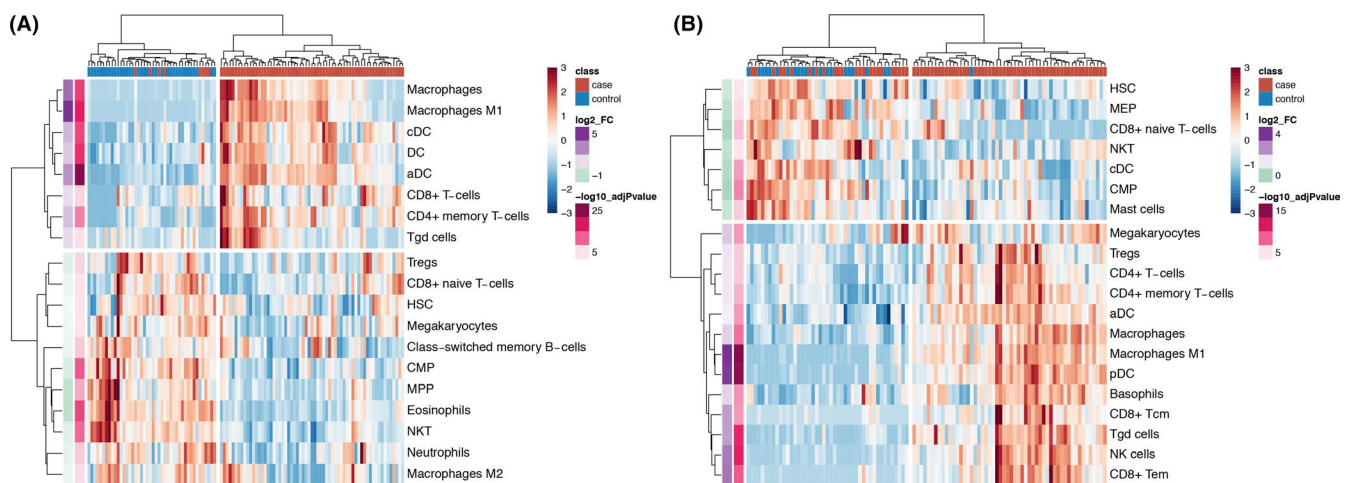 (A)
class
case
control
log2_FC
5
−1
−log10_adjPvalue
25
5
3
2
1
0
−1
−2
−3
Macrophages
Macrophages M1
cDC
DC
aDC
CD8+ T−cells
CD4+ memory T−cells
Tgd cells
Tregs
CD8+ naive T−cells
HSC
Megakaryocytes
Class−switched memory B−cells
CMP
MPP
Eosinophils
NKT
Neutrophils
Macrophages M2
(B)
class
case
control
log2_FC
4
0
−log10_adjPvalue
15
5
3
2
1
0
−1
−2
−3
HSC
MEP
CD8+ naive T−cells
NKT
cDC
CMP
Mast cells
Megakaryocytes
Tregs
CD4+ T−cells
CD4+ memory T−cells
aDC
Macrophages
Macrophages M1
pDC
Basophils
CD8+ Tcm
Tgd cells
NK cells
CD8+ Tem